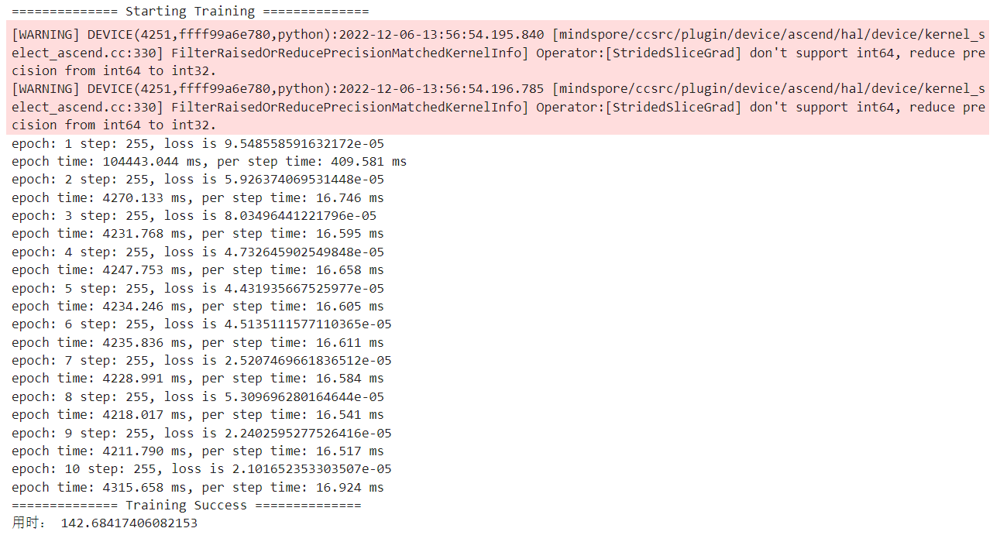 ============== Starting Training ==============
[WARNING] DEVICE(4251,ffff99a6e780,python):2022-12-06-13:56:54.195.840 [mindspore/ccsrc/plugin/device/ascend/hal/device/kernel_s
elect_ascend.cc:330] FilterRaisedOrReducePrecisionMatchedKernelInfo] Operator:[StridedSliceGrad] don't support int64, reduce pre
cision from int64 to int32.
[WARNING] DEVICE(4251,ffff99a6e780,python):2022-12-06-13:56:54.196.785 [mindspore/ccsrc/plugin/device/ascend/hal/device/kernel_s
elect_ascend.cc:330] FilterRaisedOrReducePrecisionMatchedKernelInfo] Operator:[StridedSliceGrad] don't support int64, reduce pre
cision from int64 to int32.
epoch: 1 step: 255, loss is 9.548558591632172e-05
epoch time: 104443.044 ms, per step time: 409.581 ms
epoch: 2 step: 255, loss is 5.926374069531448e-05
epoch time: 4270.133 ms, per step time: 16.746 ms
epoch: 3 step: 255, loss is 8.03496441221796e-05
epoch time: 4231.768 ms, per step time: 16.595 ms
epoch: 4 step: 255, loss is 4.732645902549848e-05
epoch time: 4247.753 ms, per step time: 16.658 ms
epoch: 5 step: 255, loss is 4.431935667525977e-05
epoch time: 4234.246 ms, per step time: 16.605 ms
epoch: 6 step: 255, loss is 4.5135111577110365e-05
epoch time: 4235.836 ms, per step time: 16.611 ms
epoch: 7 step: 255, loss is 2.5207469661836512e-05
epoch time: 4228.991 ms, per step time: 16.584 ms
epoch: 8 step: 255, loss is 5.309696280164644e-05
epoch time: 4218.017 ms, per step time: 16.541 ms
epoch: 9 step: 255, loss is 2.2402595277526416e-05
epoch time: 4211.790 ms, per step time: 16.517 ms
epoch: 10 step: 255, loss is 2.101652353303507e-05
epoch time: 4315.658 ms, per step time: 16.924 ms
============== Training Success ==============
用时： 142.68417406082153